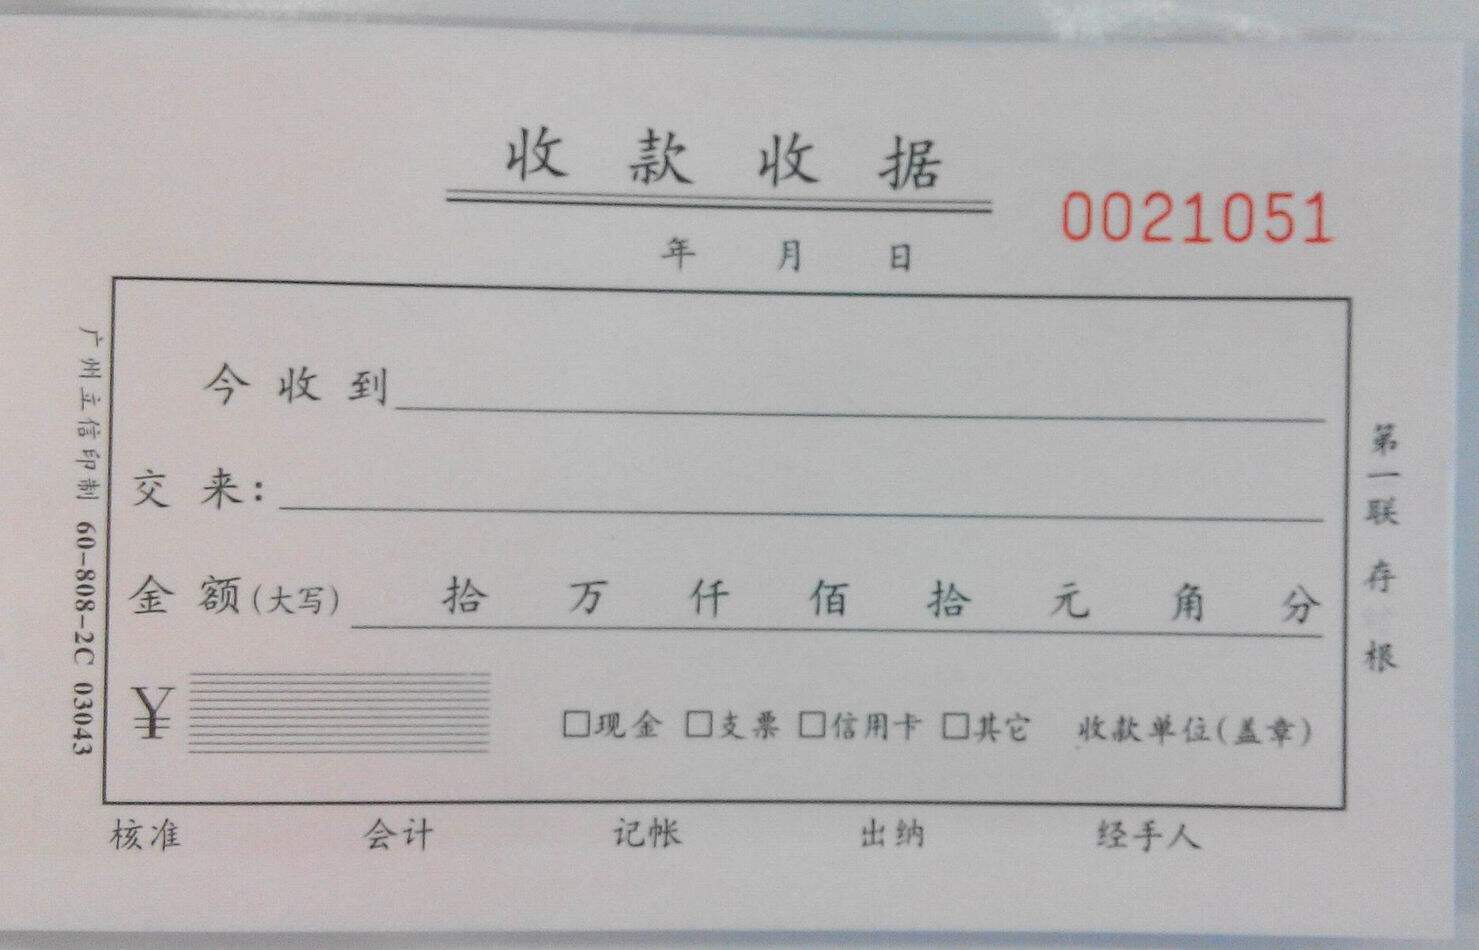 收款收据
0021051
年 月 日
今收到
交来:
金额(大写) 拾 万 仟 佰 拾 元 角 分
¥ □现金 □支票 □信用卡 □其它 收款单位(盖章)
核准 会计 记帐 出纳 经手人
广州立信印制 60-808-2C 03043
第一联 存根